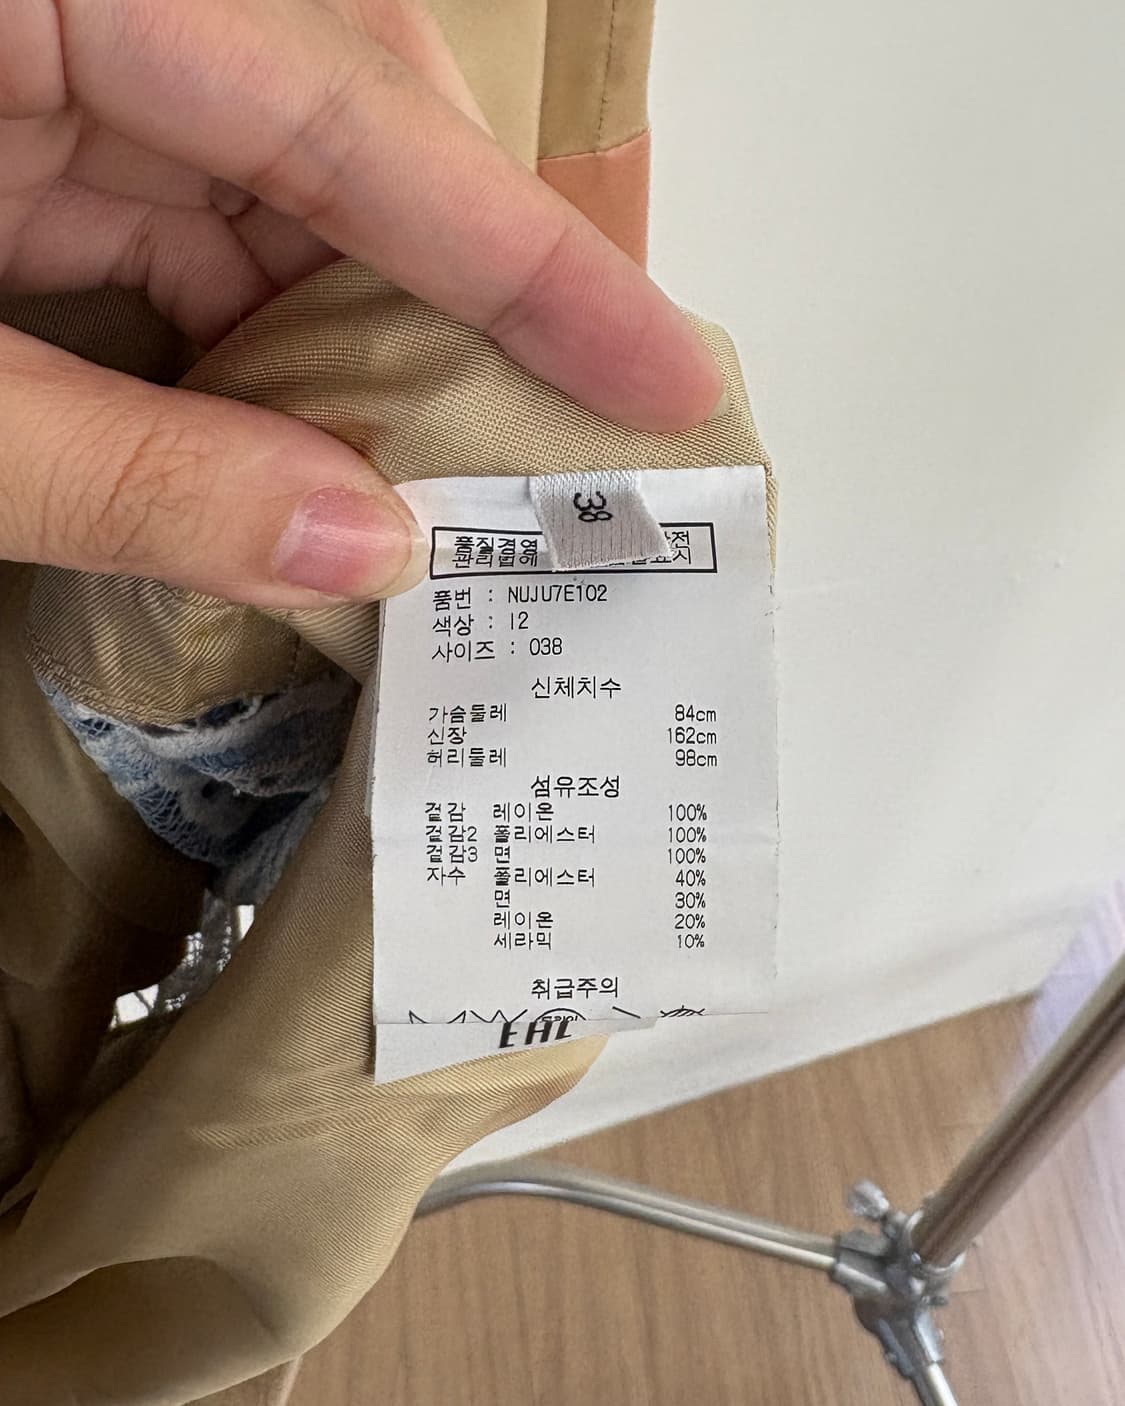 38
품질경영
관리법에
품번 : NUJU7E102
색상 : I2
사이즈 : 038
신체치수
가슴둘레 84cm
신장 162cm
허리둘레 98cm
섬유조성
겉감 레이온 100%
겉감2 폴리에스터 100%
겉감3 면 100%
자수 폴리에스터 40%
면 30%
레이온 20%
세라믹 10%
취급주의